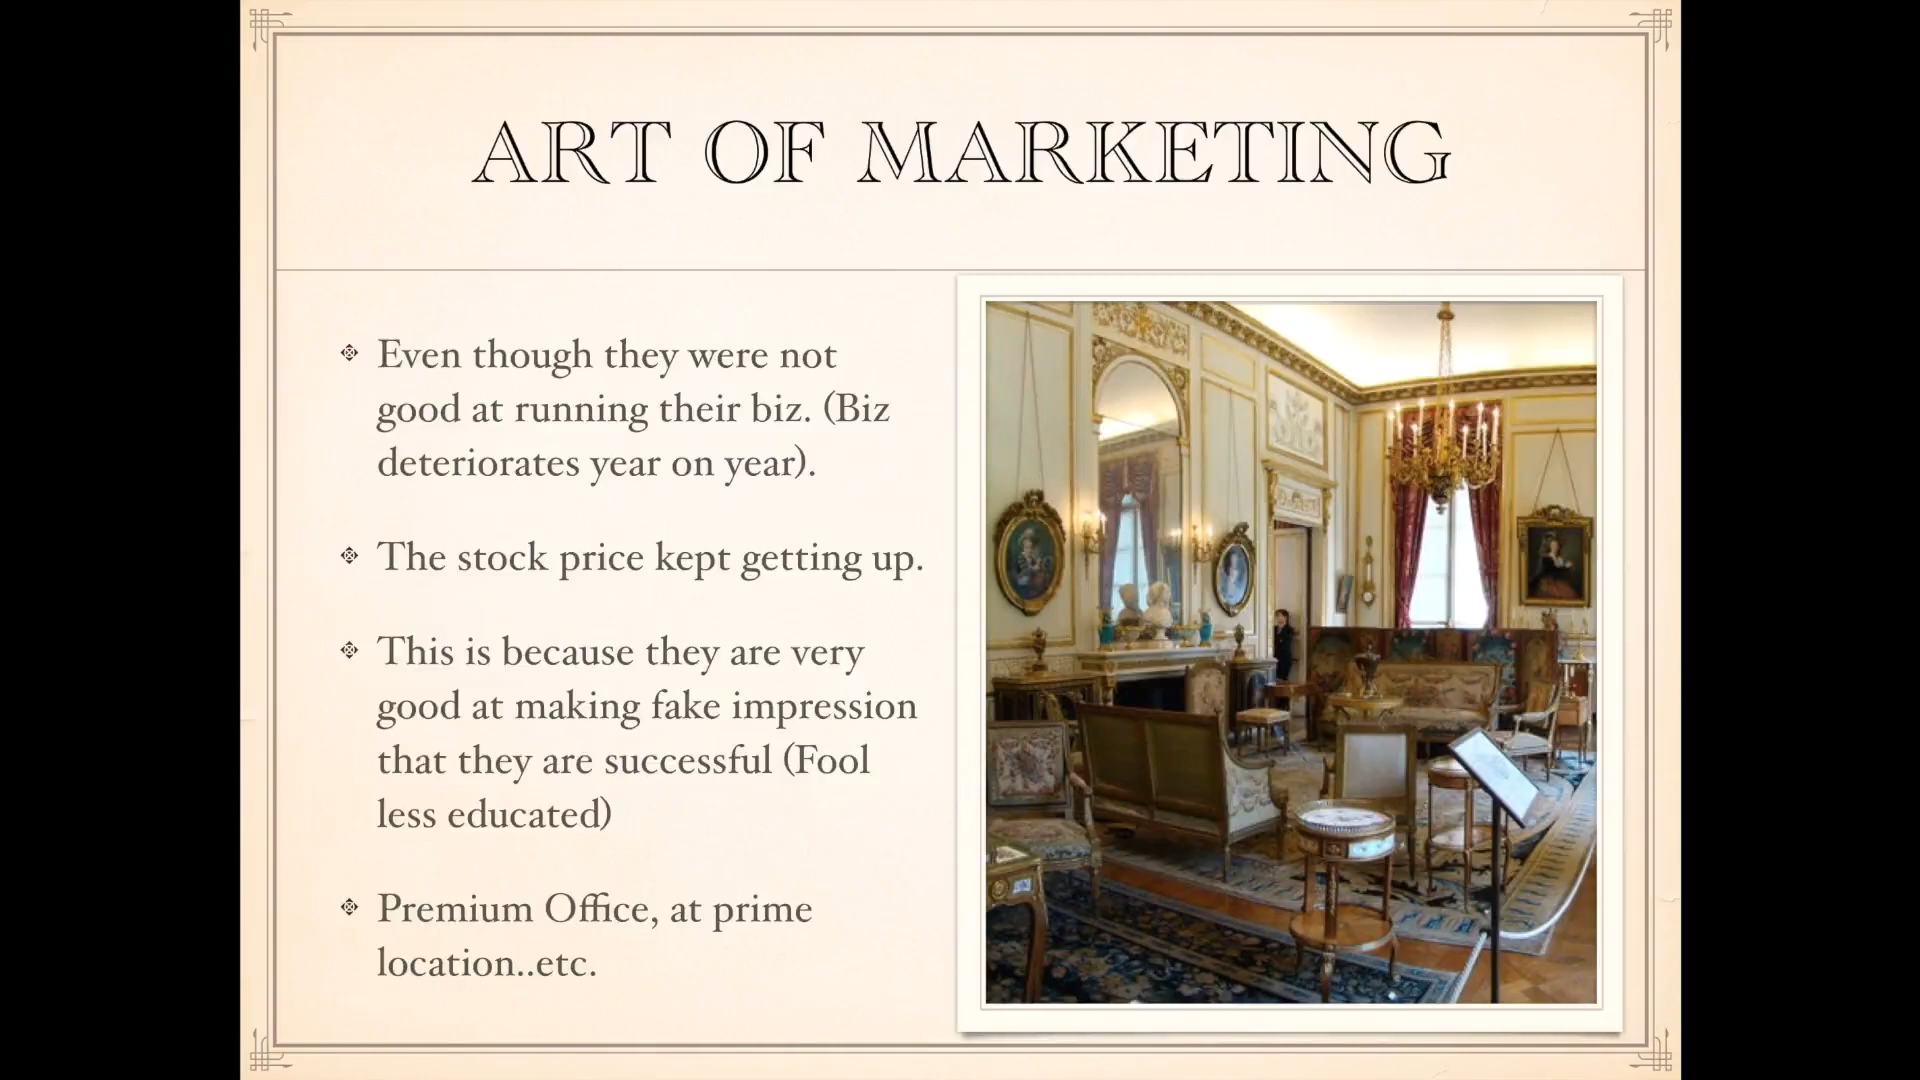 ART OF MARKETING
Even though they were not
good at running their biz. (Biz
deteriorates year on year).
The stock price kept getting up.
This is because they are very
good at making fake impression
that they are successful (Fool
less educated)
Premium Office, at prime
location..etc.